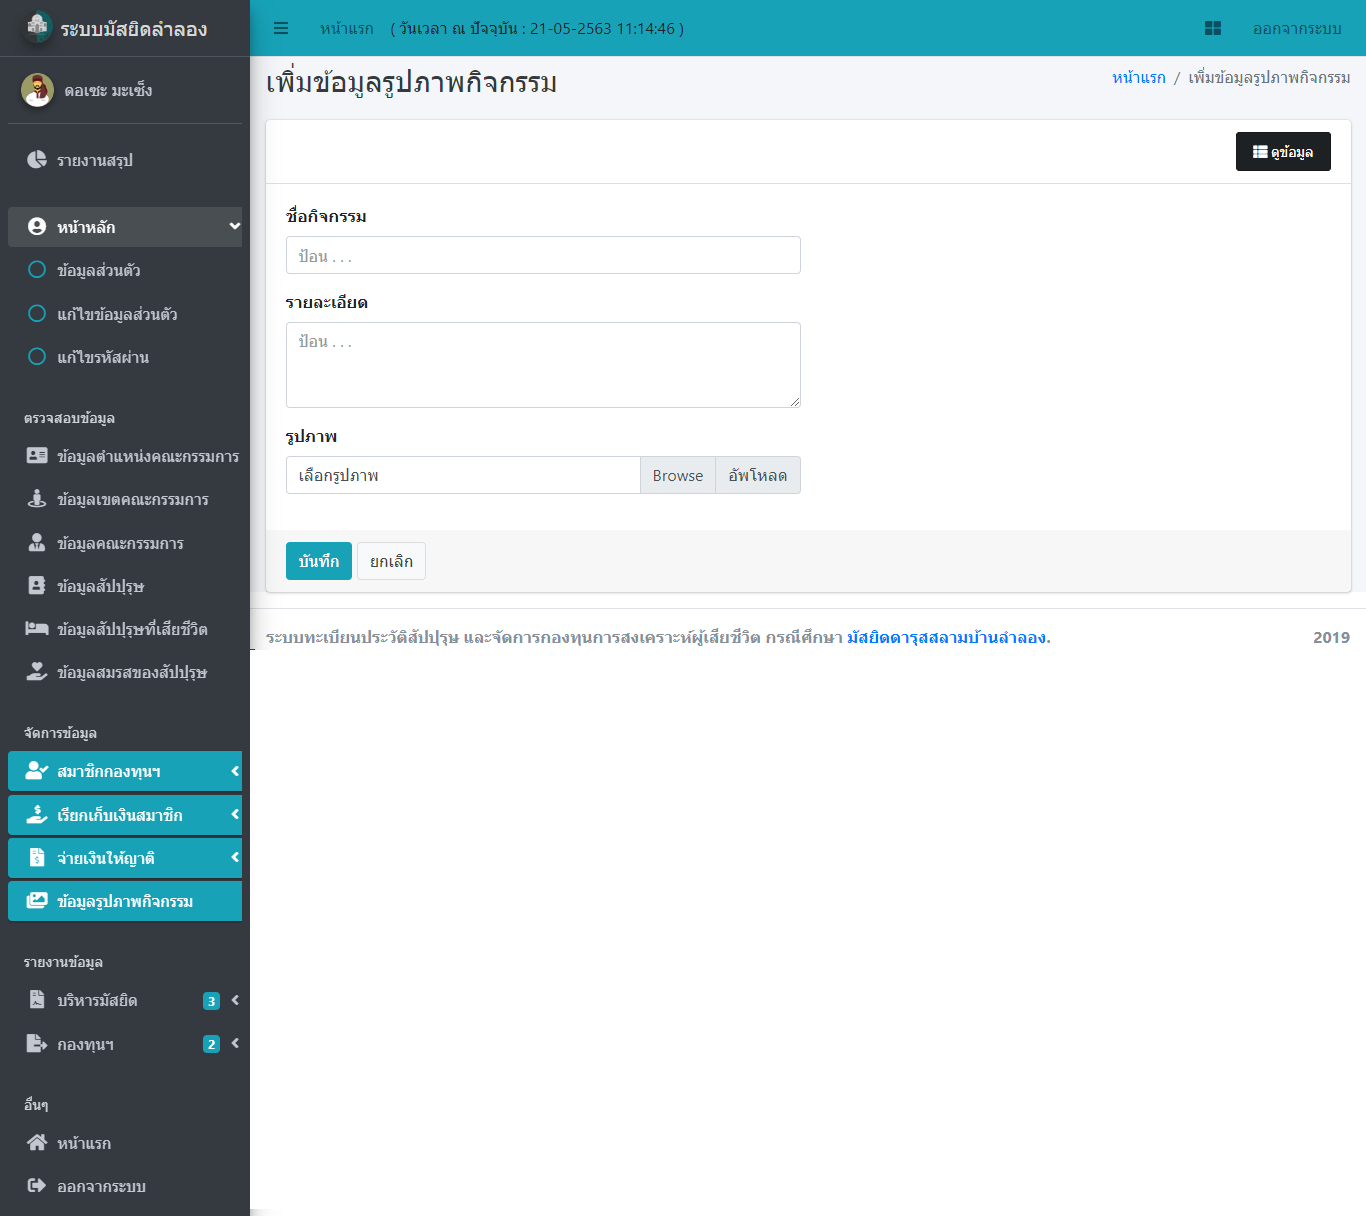 ระบบมัสยิดลำลอง
ดอเซะ มะเซ็ง
รายงานสรุป
หน้าหลัก
ข้อมูลส่วนตัว
แก้ไขข้อมูลส่วนตัว
แก้ไขรหัสผ่าน
ตรวจสอบข้อมูล
ข้อมูลตำแหน่งคณะกรรมการ
ข้อมูลเขตคณะกรรมการ
ข้อมูลคณะกรรมการ
ข้อมูลสัปปุรุษ
ข้อมูลสัปปุรุษที่เสียชีวิต
ข้อมูลสมรสของสัปปุรุษ
จัดการข้อมูล
สมาชิกกองทุนฯ
เรียกเก็บเงินสมาชิก
จ่ายเงินให้ญาติ
ข้อมูลรูปภาพกิจกรรม
รายงานข้อมูล
บริหารมัสยิด 3
กองทุนฯ 2
อื่นๆ
หน้าแรก
ออกจากระบบ
หน้าแรก ( วันเวลา ณ ปัจจุบัน : 21-05-2563 11:14:46 ) ออกจากระบบ
เพิ่มข้อมูลรูปภาพกิจกรรม
หน้าแรก / เพิ่มข้อมูลรูปภาพกิจกรรม
ดูข้อมูล
ชื่อกิจกรรม
ป้อน . . .
รายละเอียด
ป้อน . . .
รูปภาพ
เลือกรูปภาพ Browse อัพโหลด
บันทึก ยกเลิก
ระบบทะเบียนประวัติสัปปุรุษ และจัดการกองทุนการสงเคราะห์ผู้เสียชีวิต กรณีศึกษา มัสยิดดารุสสลามบ้านลำลอง. 2019